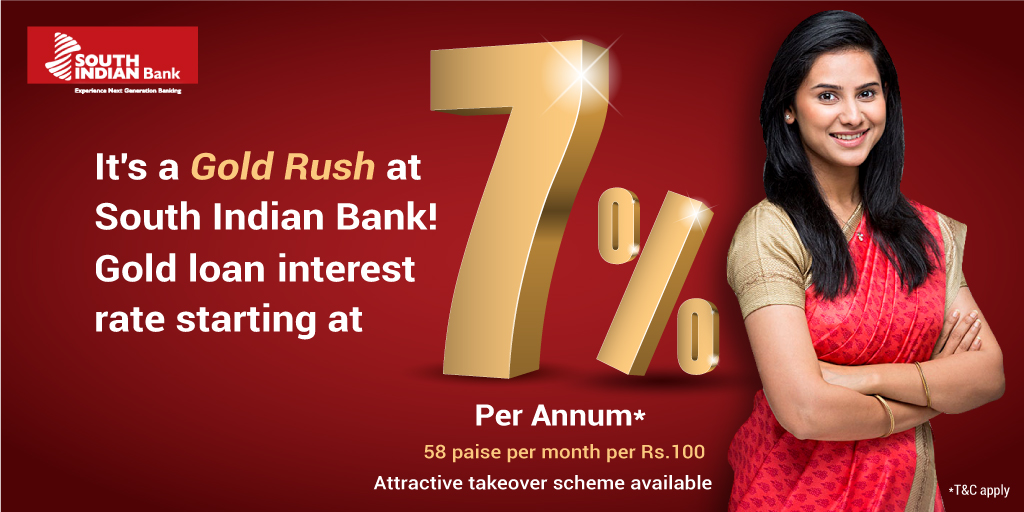 SOUTH
INDIAN Bank
Experience Next Generation Banking
It's a Gold Rush at
South Indian Bank!
Gold loan interest
rate starting at
7%
Per Annum*
58 paise per month per Rs.100
Attractive takeover scheme available
*T&C apply